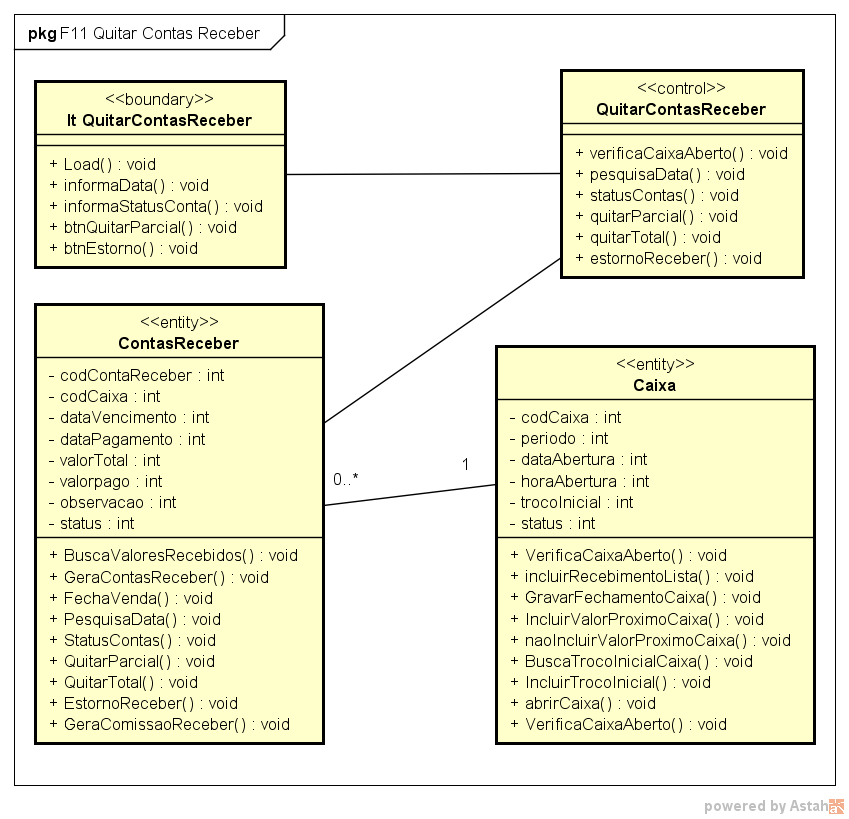 pkg F11 Quitar Contas Receber
<<boundary>>
It QuitarContasReceber
+ Load() : void
+ informaData() : void
+ informaStatusConta() : void
+ btnQuitarParcial() : void
+ btnEstorno() : void
<<control>>
QuitarContasReceber
+ verificaCaixaAberto() : void
+ pesquisaData() : void
+ statusContas() : void
+ quitarParcial() : void
+ quitarTotal() : void
+ estornoReceber() : void
<<entity>>
ContasReceber
- codContaReceber : int
- codCaixa : int
- dataVencimento : int
- dataPagamento : int
- valorTotal : int
- valorpago : int
- observacao : int
- status : int
+ BuscaValoresRecebidos() : void
+ GeraContasReceber() : void
+ FechaVenda() : void
+ PesquisaData() : void
+ StatusContas() : void
+ QuitarParcial() : void
+ QuitarTotal() : void
+ EstornoReceber() : void
+ GeraComissaoReceber() : void
0..*
1
<<entity>>
Caixa
- codCaixa : int
- periodo : int
- dataAbertura : int
- horaAbertura : int
- trocoInicial : int
- status : int
+ VerificaCaixaAberto() : void
+ incluirRecebimentoLista() : void
+ GravarFechamentoCaixa() : void
+ IncluirValorProximoCaixa() : void
+ naoIncluirValorProximoCaixa() : void
+ BuscaTrocoInicialCaixa() : void
+ IncluirTrocoInicial() : void
+ abrirCaixa() : void
+ VerificaCaixaAberto() : void
powered by Astah